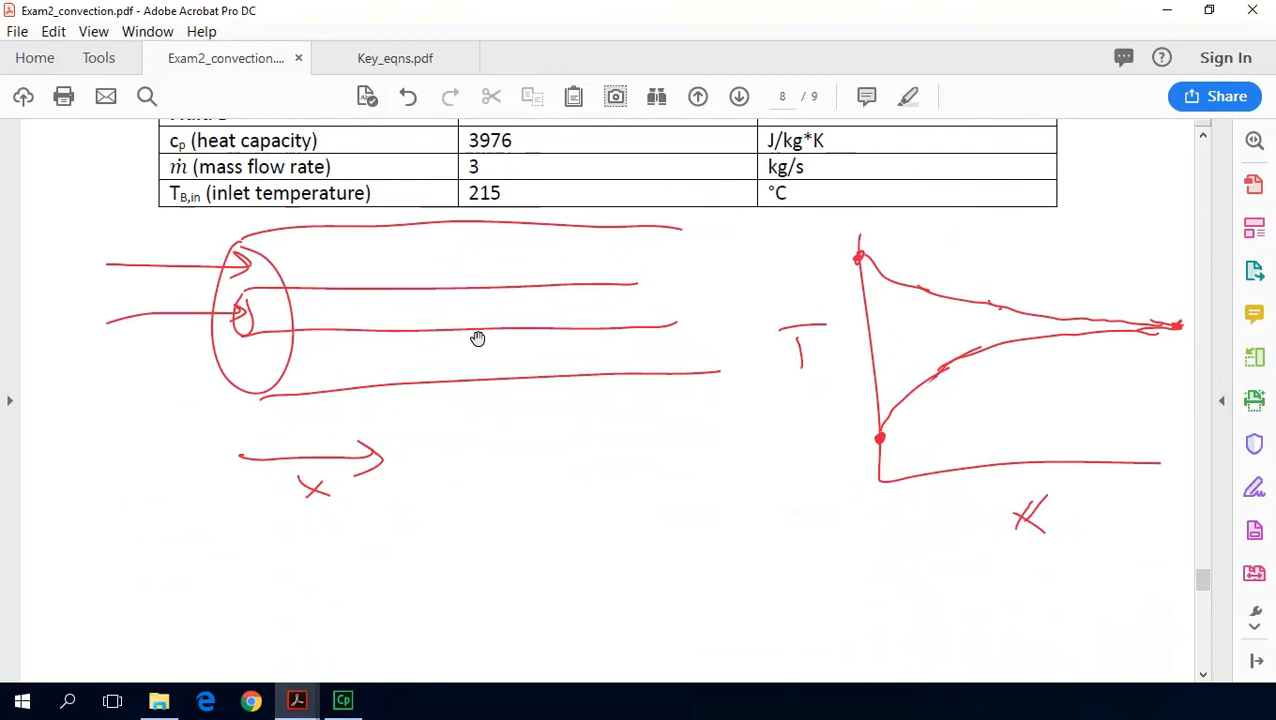 Exam2_convection.pdf - Adobe Acrobat Pro DC
File Edit View Window Help
Home Tools Exam2_convection.... × Key_eqns.pdf Sign In
8 / 9 Share
cp (heat capacity) 3976 J/kg*K
ṁ (mass flow rate) 3 kg/s
TB,in (inlet temperature) 215 °C
T
x
x
Cp